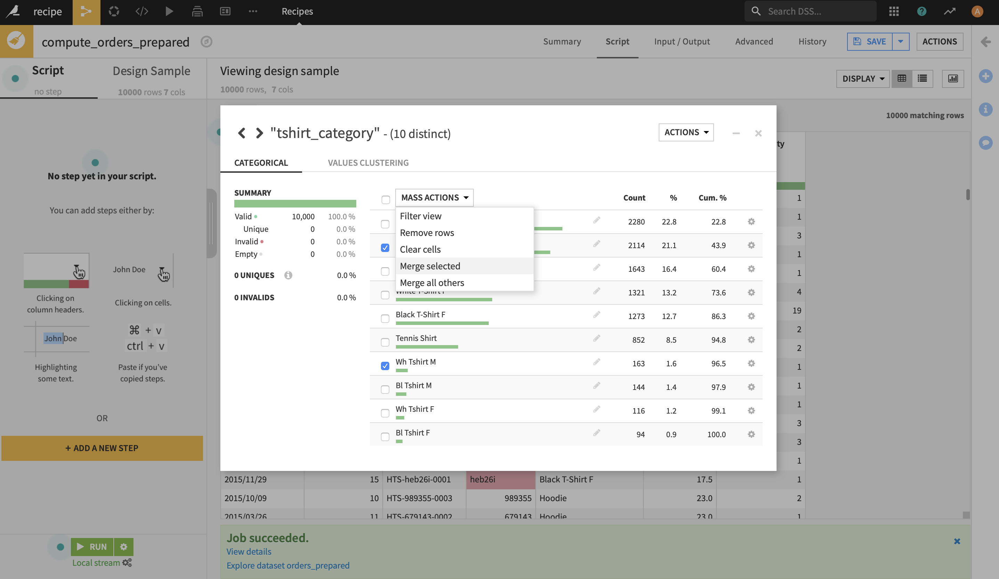 recipe
Recipes
Search DSS...
?
A
compute_orders_prepared
Summary
Script
Input / Output
Advanced
History
SAVE
ACTIONS
Script
no step
Design Sample
10000 rows 7 cols
Viewing design sample
10000 rows, 7 cols
DISPLAY
10000 matching rows
ty
"tshirt_category" - (10 distinct)
ACTIONS
CATEGORICAL
VALUES CLUSTERING
No step yet in your script.
You can add steps either by:
Clicking on
column headers.
John Doe
Clicking on cells.
John Doe
Highlighting
some text.
⌘ + v
ctrl + v
Paste if you've
copied steps.
OR
+ ADD A NEW STEP
RUN
Local stream
SUMMARY
Valid 10,000 100.0 %
Unique 0 0.0 %
Invalid 0 0.0 %
Empty 0 0.0 %
0 UNIQUES 0.0 %
0 INVALIDS 0.0 %
MASS ACTIONS
Count % Cum. %
Filter view
Remove rows
Clear cells
Merge selected
Merge all others
2280 22.8 22.8
2114 21.1 43.9
1643 16.4 60.4
White T-Shirt F 1321 13.2 73.6
Black T-Shirt F 1273 12.7 86.3
Tennis Shirt 852 8.5 94.8
Wh Tshirt M 163 1.6 96.5
Bl Tshirt M 144 1.4 97.9
Wh Tshirt F 116 1.2 99.1
Bl Tshirt F 94 0.9 100.0
1
1
3
1
1
4
19
2
2
1
1
1
3
3
1
2015/11/29 15 HTS-heb26i-0001 heb26i Black T-Shirt F 17.5 1
2015/10/09 10 HTS-989355-0003 989355 Hoodie 23.0 2
2015/03/26 11 HTS-679143-0002 679143 Hoodie 23.0 1
Job succeeded.
View details
Explore dataset orders_prepared